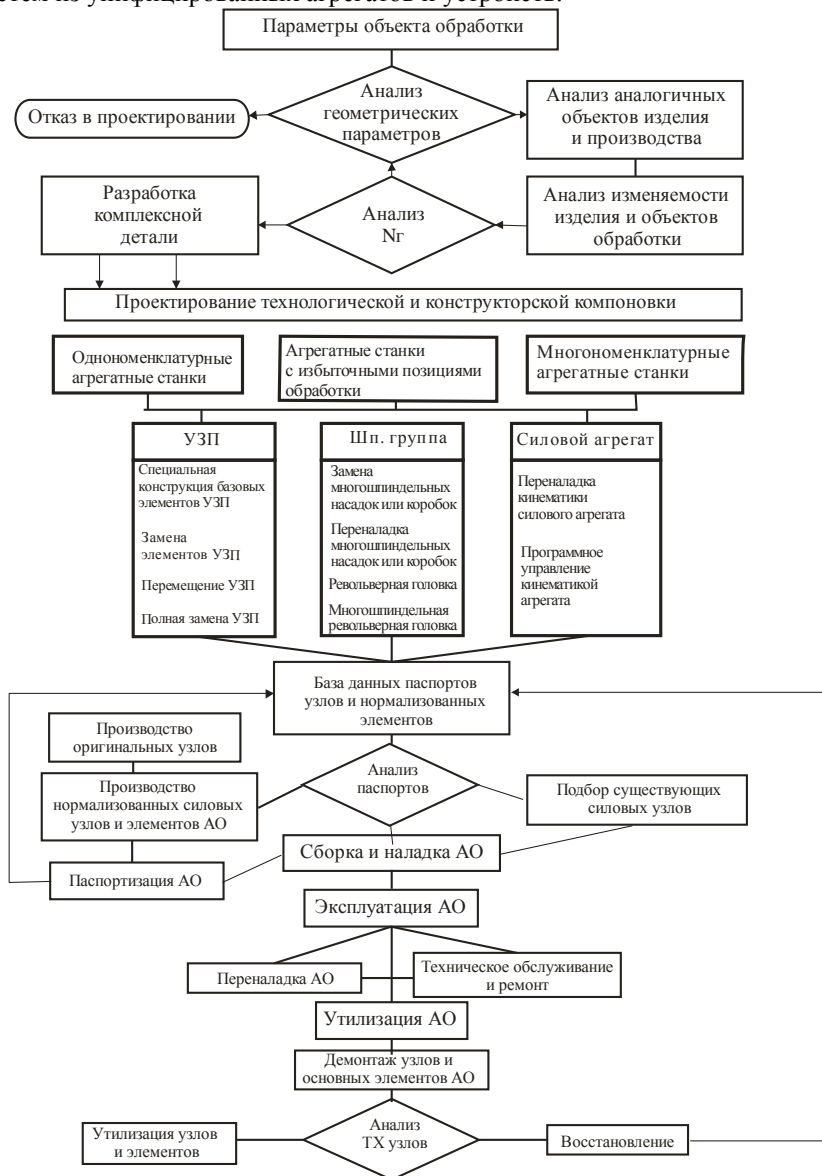 Параметры объекта обработки
Анализ
геометрических
параметров
Отказ в проектировании
Анализ аналогичных
объектов изделия
и производства
Разработка
комплексной
детали
Анализ
Nг
Анализ изменяемости
изделия и объектов
обработки
Проектирование технологической и конструкторской компоновки
Однономенклатурные
агрегатные станки
Агрегатные станки
с избыточными позициями
обработки
Многономенклатурные
агрегатные станки
УЗП
Специальная
конструкция базовых
элементов УЗП
Замена
элементов УЗП
Перемещение УЗП
Полная замена УЗП
Шп. группа
Замена
многошпиндельных
насадок или коробок
Переналадка
многошпиндельных
насадок или коробок
Револьверная головка
Многошпиндельная
револьверная головка
Силовой агрегат
Переналадка
кинематики
силового агрегата
Программное
управление
кинематикой
агрегата
База данных паспортов
узлов и нормализованных
элементов
Производство
оригинальных узлов
Анализ
паспортов
Производство
нормализованных силовых
узлов и элементов АО
Подбор существующих
силовых узлов
Сборка и наладка АО
Паспортизация АО
Эксплуатация АО
Переналадка АО
Техническое обслуживание
и ремонт
Утилизация АО
Демонтаж узлов и
основных элементов АО
Утилизация узлов
и элементов
Анализ
ТХ узлов
Восстановление